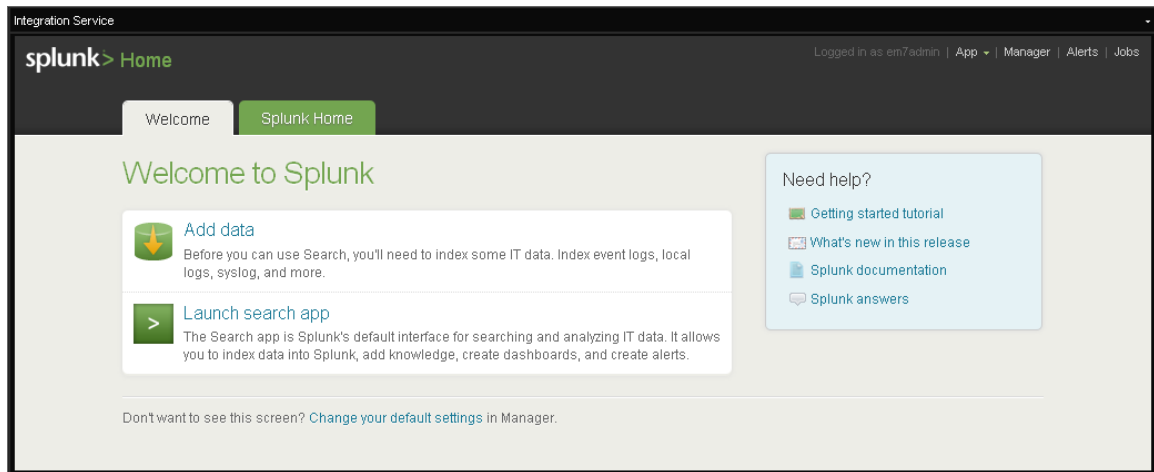 Integration Service
splunk> Home
Logged in as em7admin | App | Manager | Alerts | Jobs
Welcome
Splunk Home
Welcome to Splunk
Add data
Before you can use Search, you'll need to index some IT data. Index event logs, local
logs, syslog, and more.
>
Launch search app
The Search app is Splunk's default interface for searching and analyzing IT data. It allows
you to index data into Splunk, add knowledge, create dashboards, and create alerts.
Need help?
Getting started tutorial
What's new in this release
Splunk documentation
Splunk answers
Don't want to see this screen? Change your default settings in Manager.